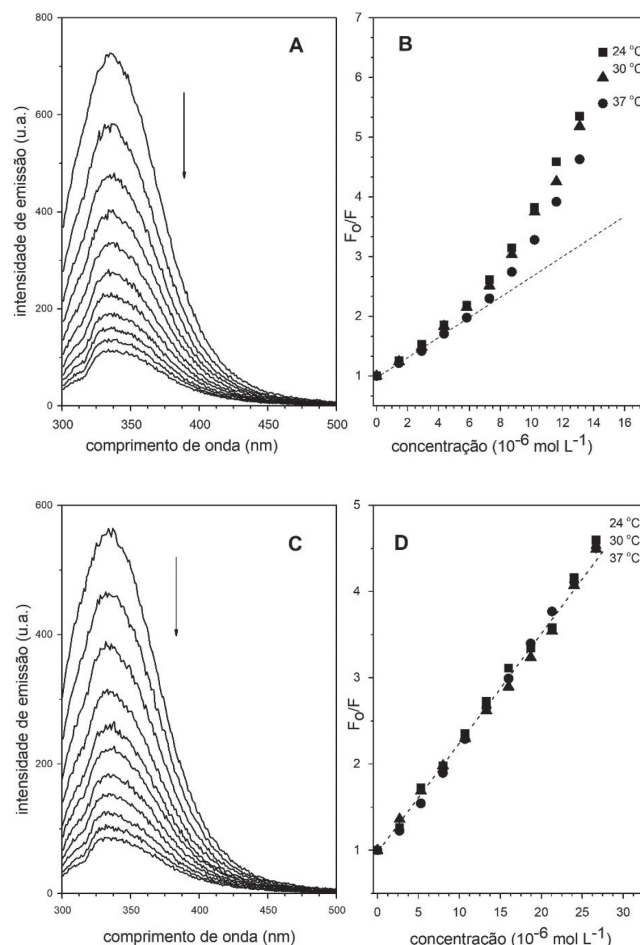 A
intensidade de emissão (u.a.)
800
600
400
200
0
300
350
400
450
500
comprimento de onda (nm)
B
24 °C
30 °C
37 °C
Fo/F
7
6
5
4
3
2
1
0
2
4
6
8
10
12
14
16
concentração (10-6 mol L-1)
C
intensidade de emissão (u.a.)
600
400
200
0
300
350
400
450
500
comprimento de onda (nm)
D
24 °C
30 °C
37 °C
Fo/F
5
4
3
2
1
0
5
10
15
20
25
30
concentração (10-6 mol L-1)